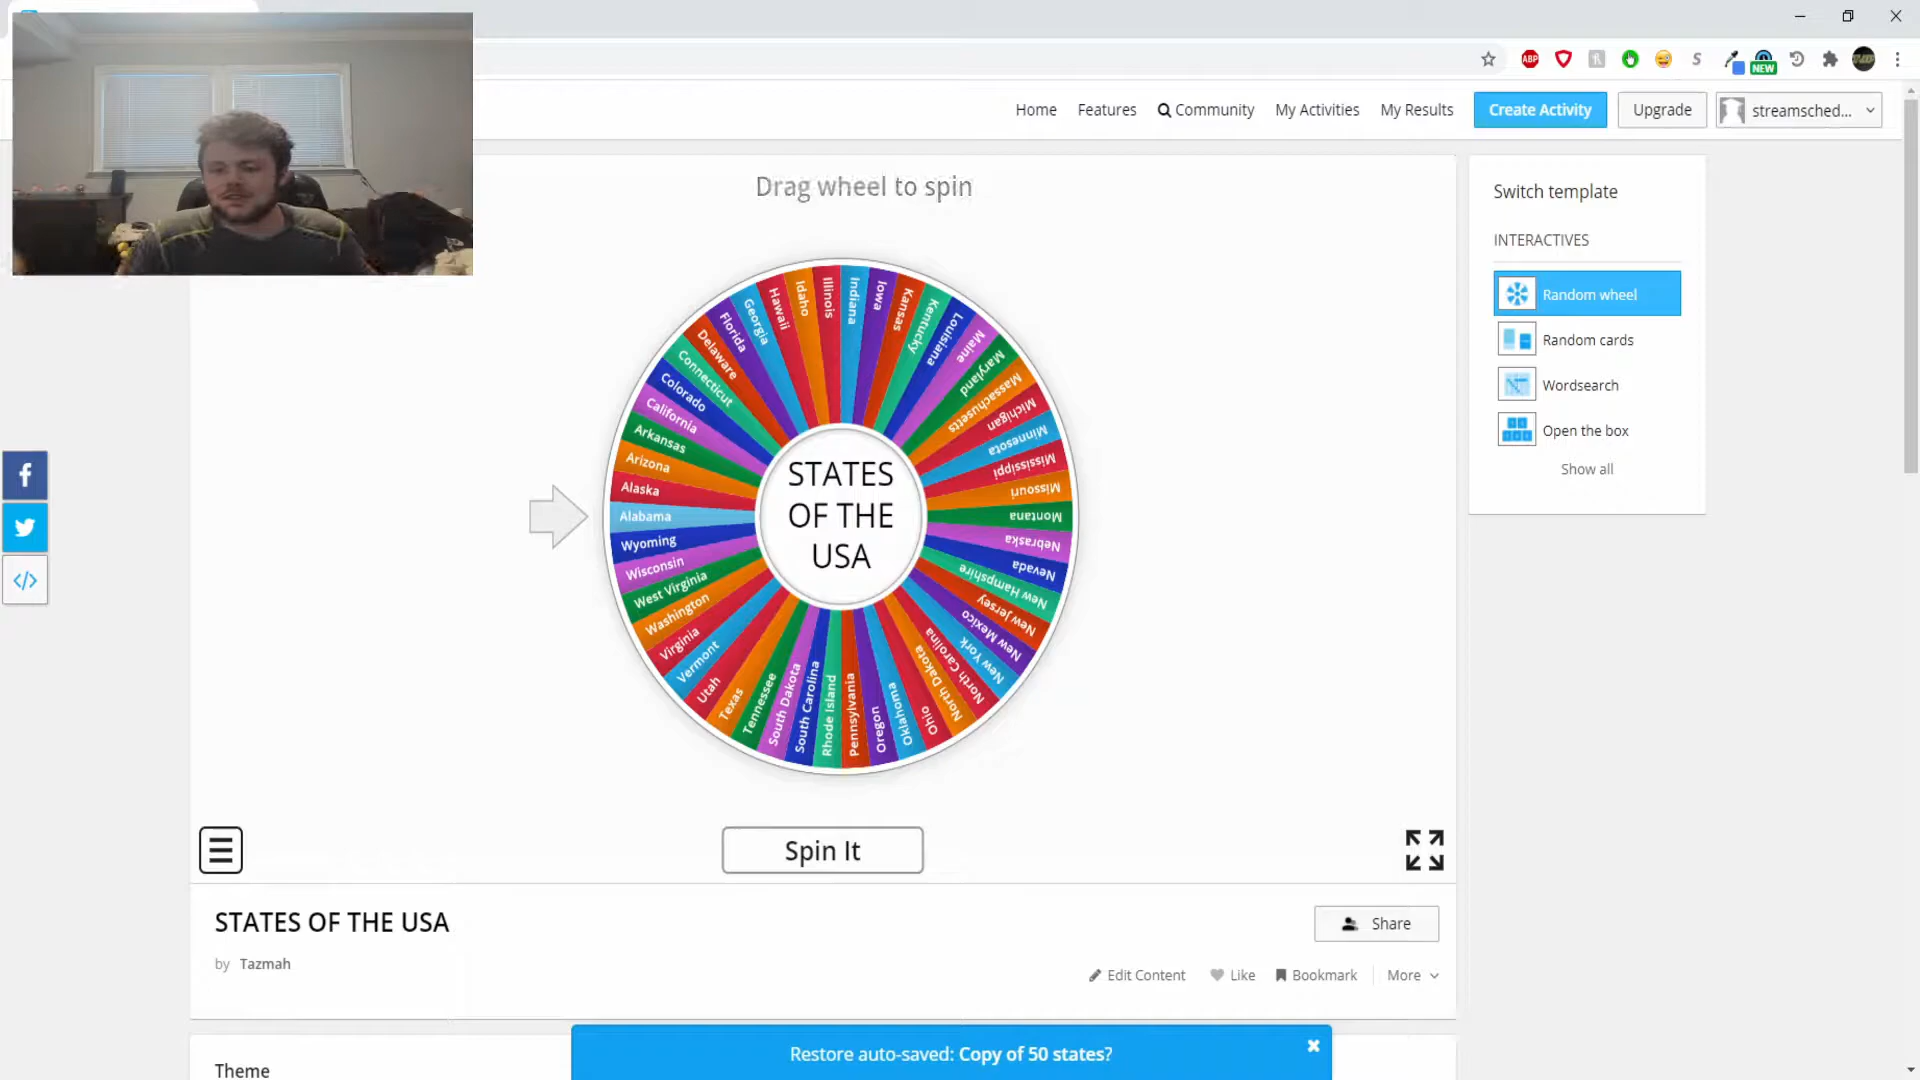 ABP
S
NEW
Home
Features
Community
My Activities
My Results
Create Activity
Upgrade
streamsched...
Drag wheel to spin
Switch template
INTERACTIVES
Random wheel
Random cards
Wordsearch
Open the box
Show all
STATES
OF THE
USA
Alabama
Alaska
Arizona
Arkansas
California
Colorado
Connecticut
Delaware
Florida
Georgia
Hawaii
Idaho
Illinois
Indiana
Iowa
Kansas
Kentucky
Louisiana
Maine
Maryland
Massachusetts
Michigan
Minnesota
Mississippi
Missouri
Montana
Nebraska
Nevada
New Hampshire
New Jersey
New Mexico
New York
North Carolina
North Dakota
Ohio
Oklahoma
Oregon
Pennsylvania
Rhode Island
South Carolina
South Dakota
Tennessee
Texas
Utah
Vermont
Virginia
Washington
West Virginia
Wisconsin
Wyoming
Spin It
STATES OF THE USA
by Tazmah
Share
Edit Content
Like
Bookmark
More
Restore auto-saved: Copy of 50 states?
Theme